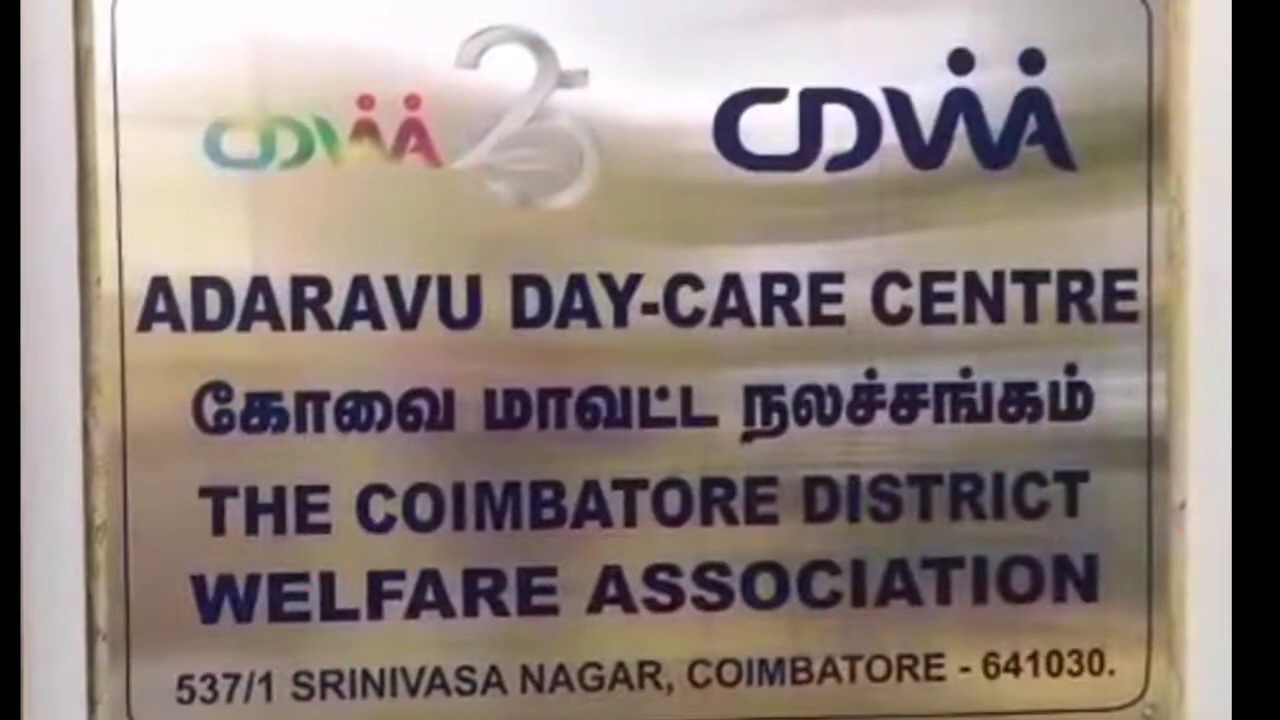 CDWA 25 CDWA
ADARAVU DAY-CARE CENTRE
கோவை மாவட்ட நலச்சங்கம்
THE COIMBATORE DISTRICT
WELFARE ASSOCIATION
537/1 SRINIVASA NAGAR, COIMBATORE - 641030.